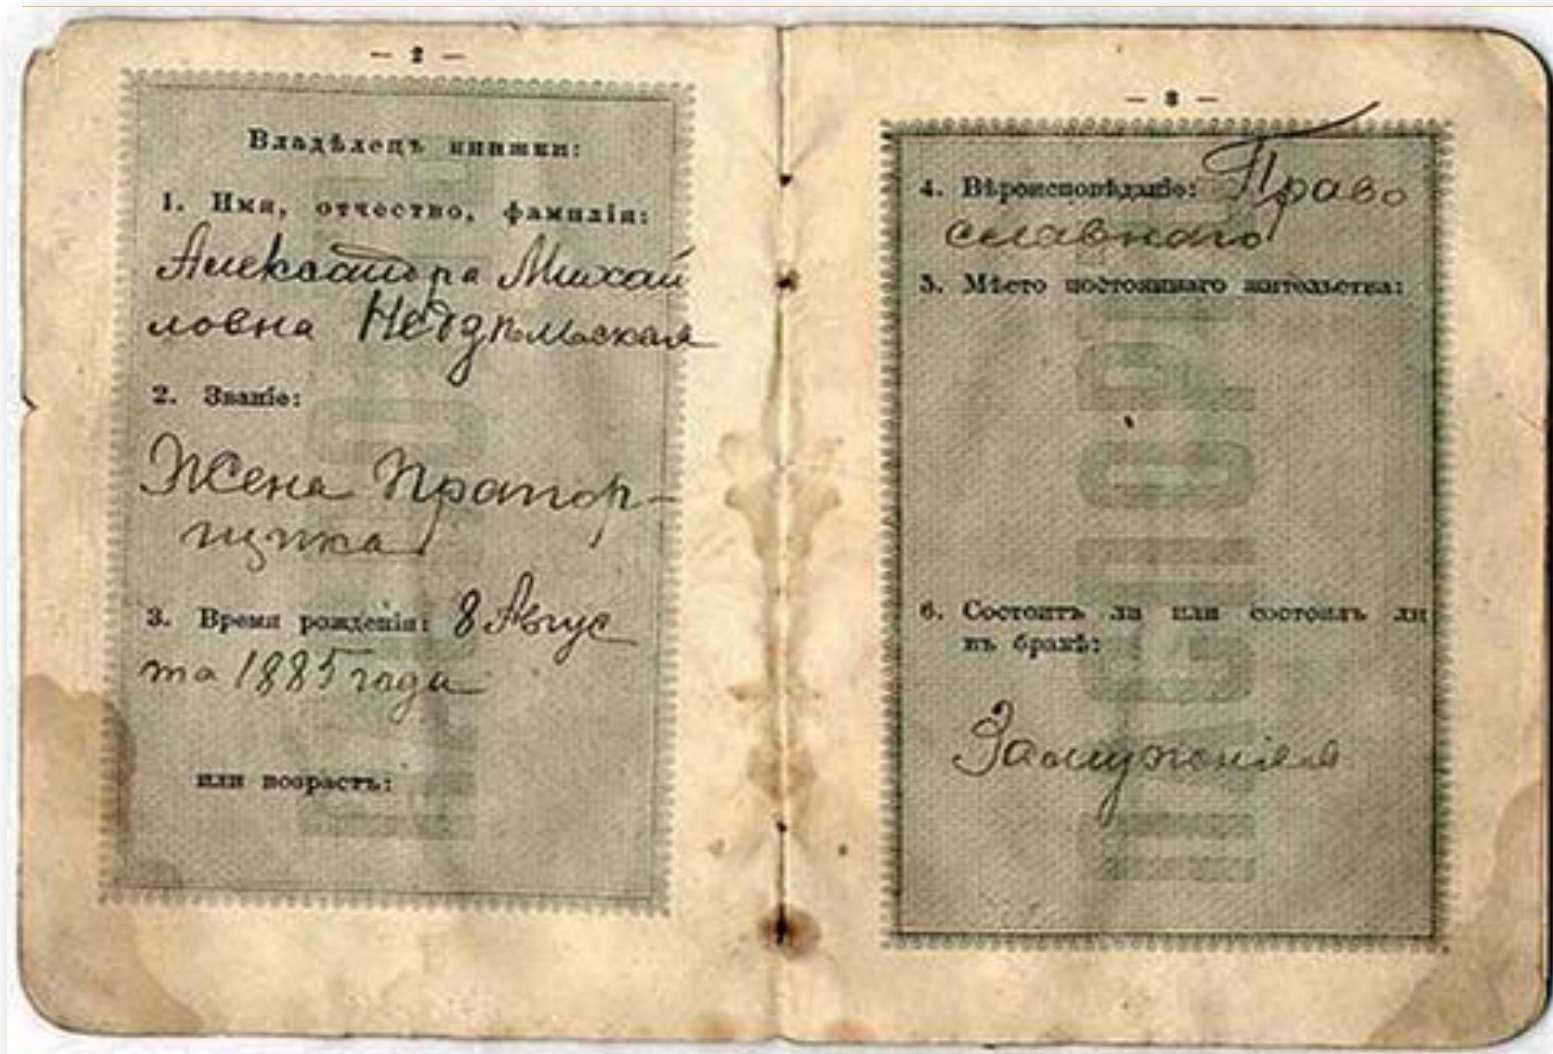 — 2 —
Владѣлецъ книжки:
1. Имя, отчество, фамилія:
Александра Михай
ловна
2. Званіе:
Жена Прапор-
щика
3. Время рожденія: 8 Авгус
та 1885 года
или возрастъ:
— 3 —
4. Вѣроисповѣданіе: Право
славнаго
5. Мѣсто постояннаго жительства:
6. Состоитъ ли или состоялъ ли
въ бракѣ:
Замужняя
ПАСПОРТ